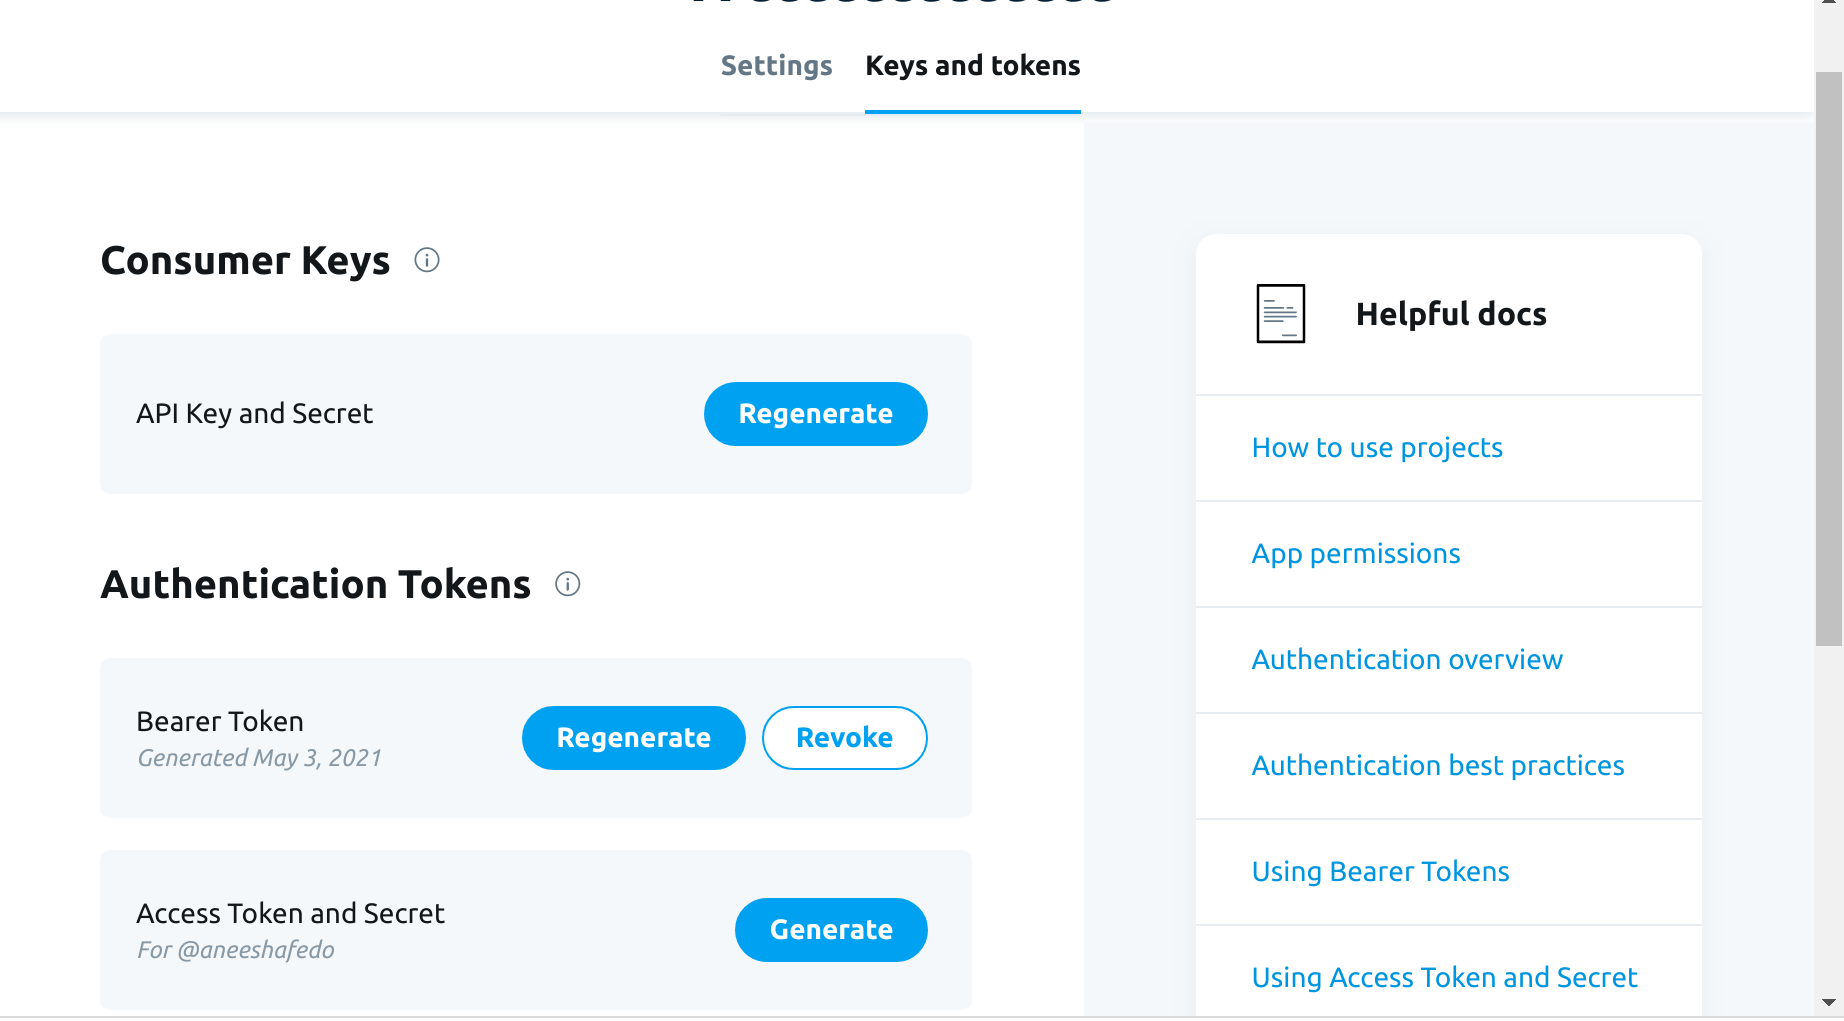 Settings Keys and tokens
Consumer Keys
API Key and Secret
Regenerate
Authentication Tokens
Bearer Token
Generated May 3, 2021
Regenerate Revoke
Access Token and Secret
For @aneeshafedo
Generate
Helpful docs
How to use projects
App permissions
Authentication overview
Authentication best practices
Using Bearer Tokens
Using Access Token and Secret